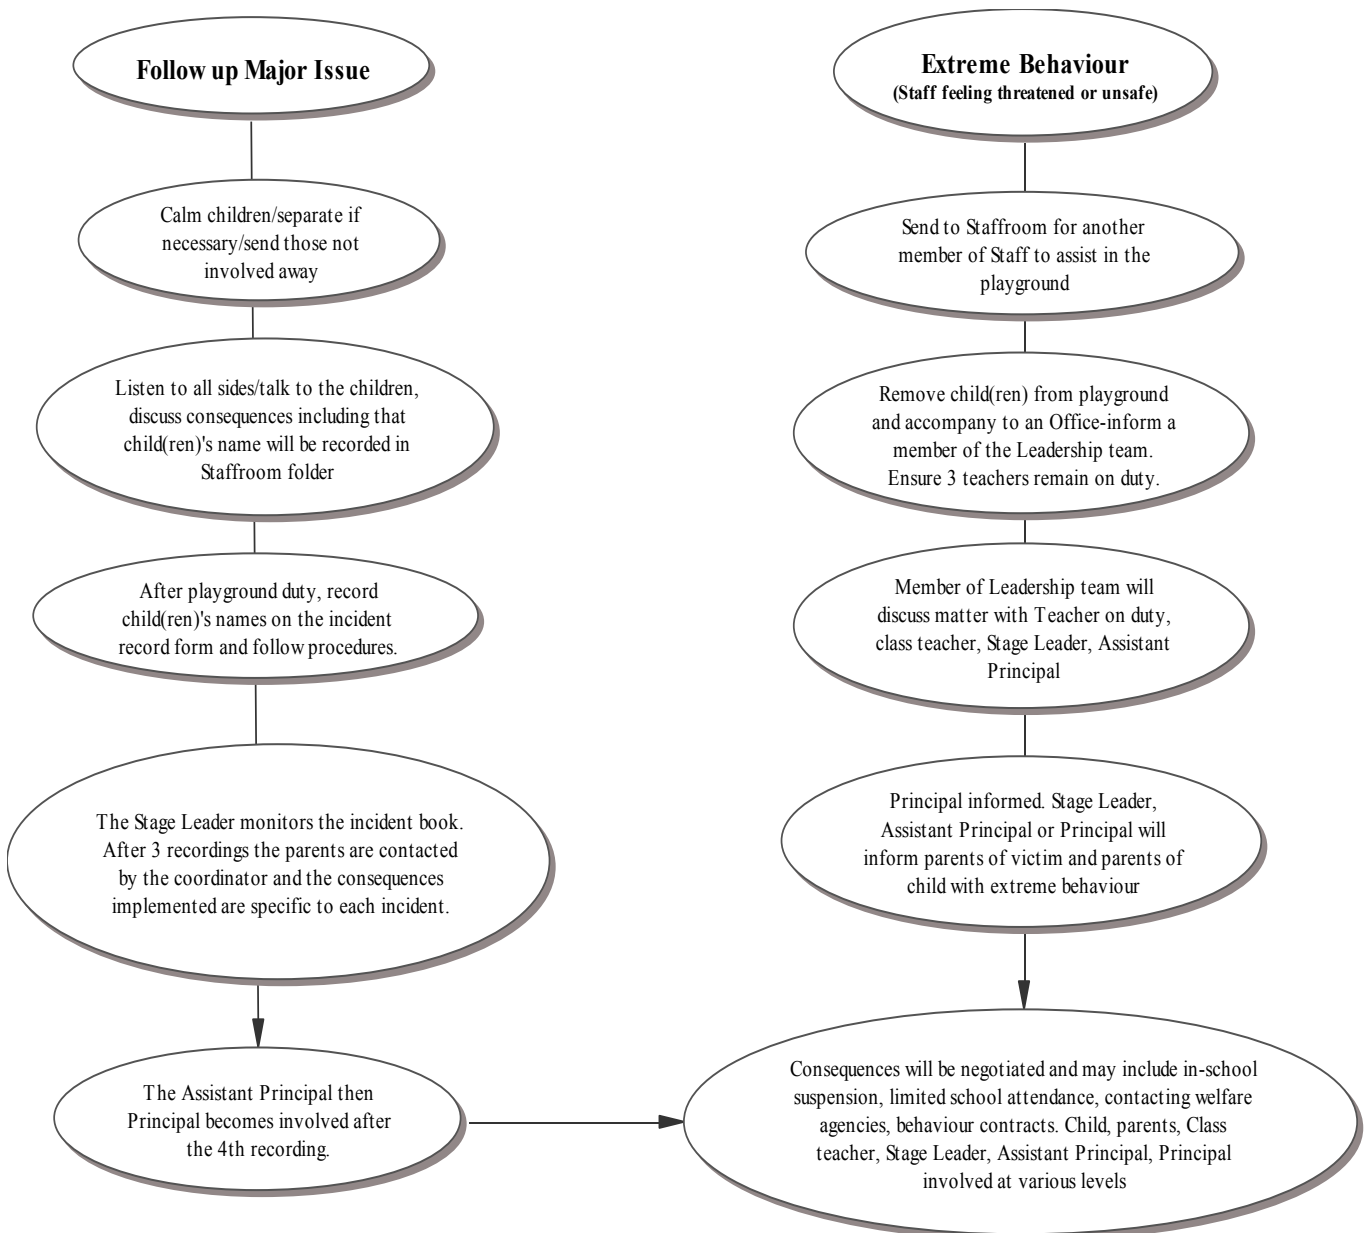 Follow up Major Issue
Calm children/separate if
necessary/send those not
involved away
Listen to all sides/talk to the children,
discuss consequences including that
child(ren)'s name will be recorded in
Staffroom folder
After playground duty, record
child(ren)'s names on the incident
record form and follow procedures.
The Stage Leader monitors the incident book.
After 3 recordings the parents are contacted
by the coordinator and the consequences
implemented are specific to each incident.
The Assistant Principal then
Principal becomes involved after
the 4th recording.
Extreme Behaviour
(Staff feeling threatened or unsafe)
Send to Staffroom for another
member of Staff to assist in the
playground
Remove child(ren) from playground
and accompany to an Office-inform a
member of the Leadership team.
Ensure 3 teachers remain on duty.
Member of Leadership team will
discuss matter with Teacher on duty,
class teacher, Stage Leader, Assistant
Principal
Principal informed. Stage Leader,
Assistant Principal or Principal will
inform parents of victim and parents of
child with extreme behaviour
Consequences will be negotiated and may include in-school
suspension, limited school attendance, contacting welfare
agencies, behaviour contracts. Child, parents, Class
teacher, Stage Leader, Assistant Principal, Principal
involved at various levels